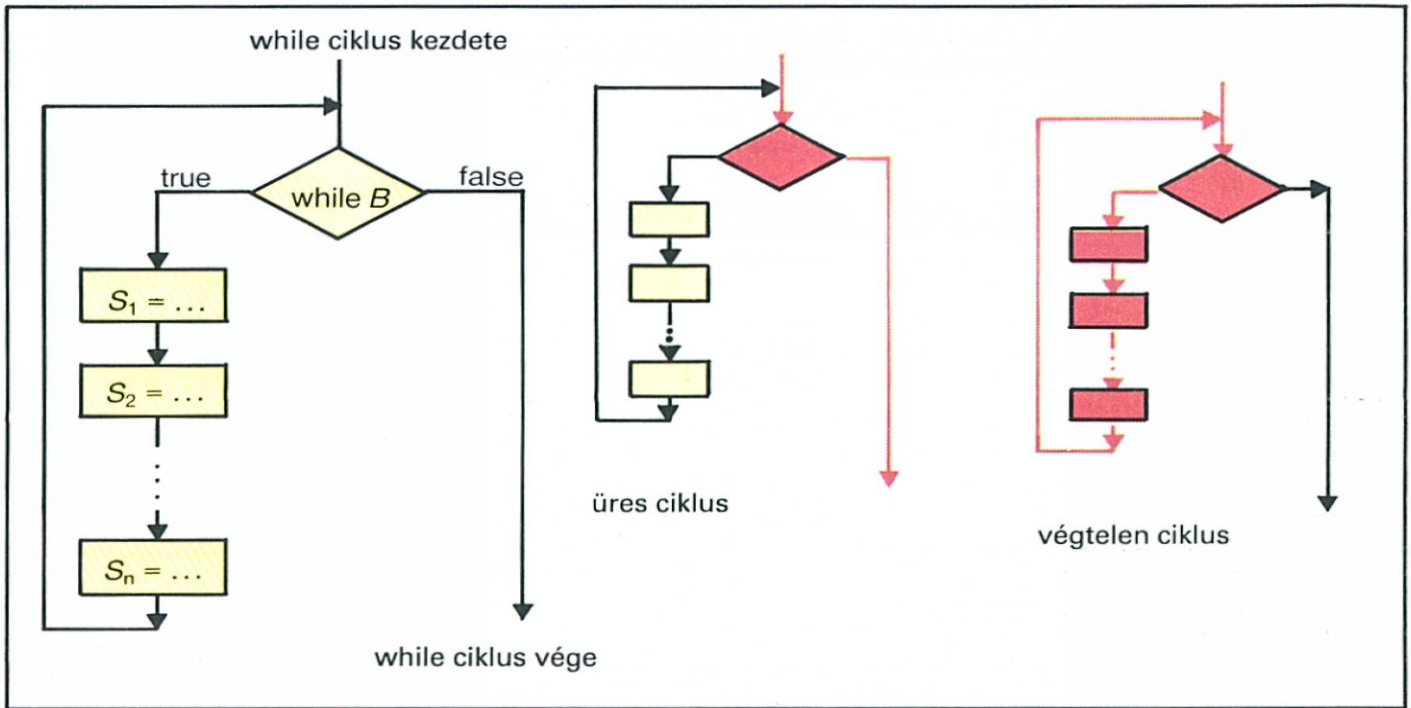 while ciklus kezdete
true
while B
false
S₁ = ...
S₂ = ...
Sₙ = ...
while ciklus vége
üres ciklus
végtelen ciklus